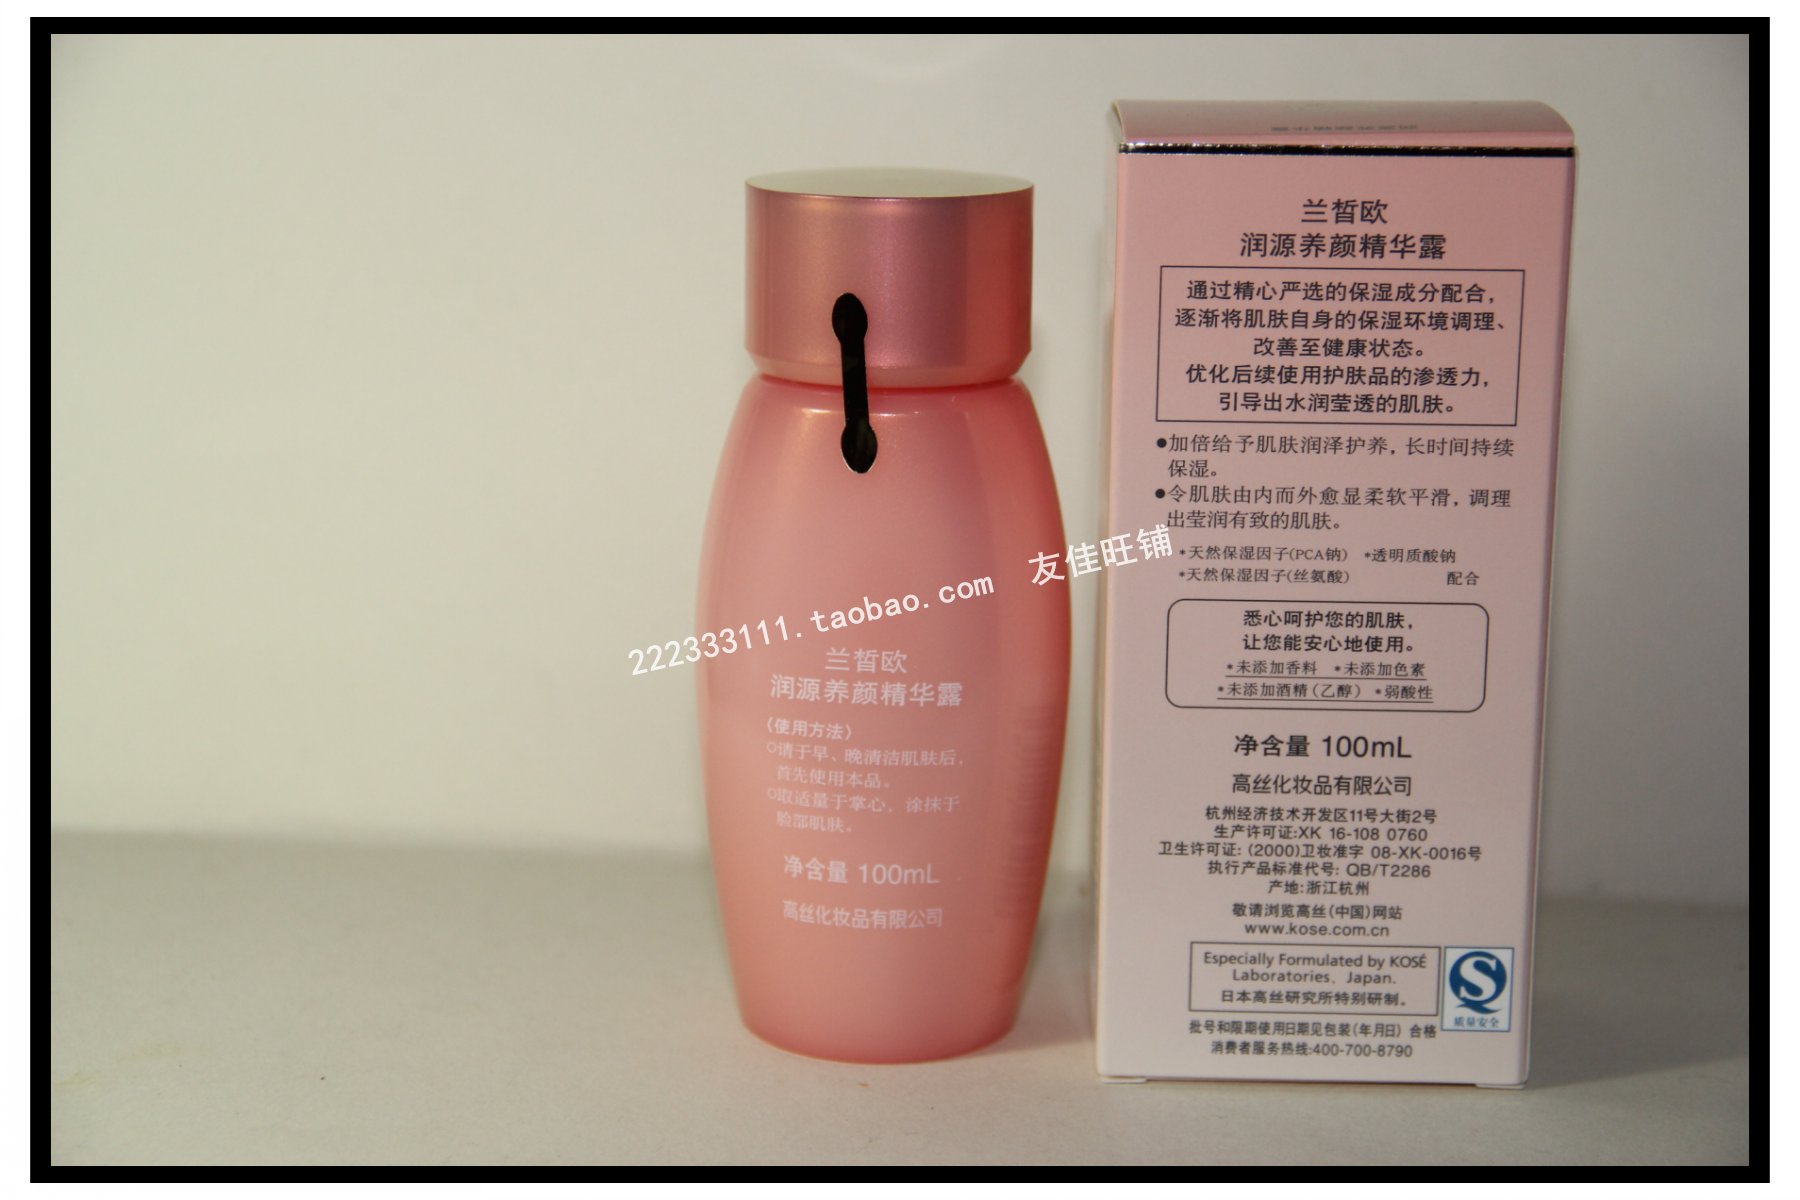 兰皙欧
润源养颜精华露
〈使用方法〉
○请于早、晚清洁肌肤后，
首先使用本品。
○取适量于掌心，涂抹于
脸部肌肤。
净含量 100mL
高丝化妆品有限公司
222333111.taobao.com 友佳旺铺
兰皙欧
润源养颜精华露
通过精心严选的保湿成分配合，
逐渐将肌肤自身的保湿环境调理、
改善至健康状态。
优化后续使用护肤品的渗透力，
引导出水润莹透的肌肤。
●加倍给予肌肤润泽护养，长时间持续
保湿。
●令肌肤由内而外愈显柔软平滑，调理
出莹润有致的肌肤。
*天然保湿因子(PCA钠) *透明质酸钠
*天然保湿因子(丝氨酸) 配合
悉心呵护您的肌肤，
让您能安心地使用。
*未添加香料 *未添加色素
*未添加酒精（乙醇） *弱酸性
净含量 100mL
高丝化妆品有限公司
杭州经济技术开发区11号大街2号
生产许可证:XK 16-108 0760
卫生许可证: (2000)卫妆准字 08-XK-0016号
执行产品标准代号: QB/T2286
产地:浙江杭州
敬请浏览高丝(中国)网站
www.kose.com.cn
Especially Formulated by KOSÉ
Laboratories, Japan.
日本高丝研究所特别研制。
质量安全
批号和限期使用日期见包装(年月日) 合格
消费者服务热线:400-700-8790